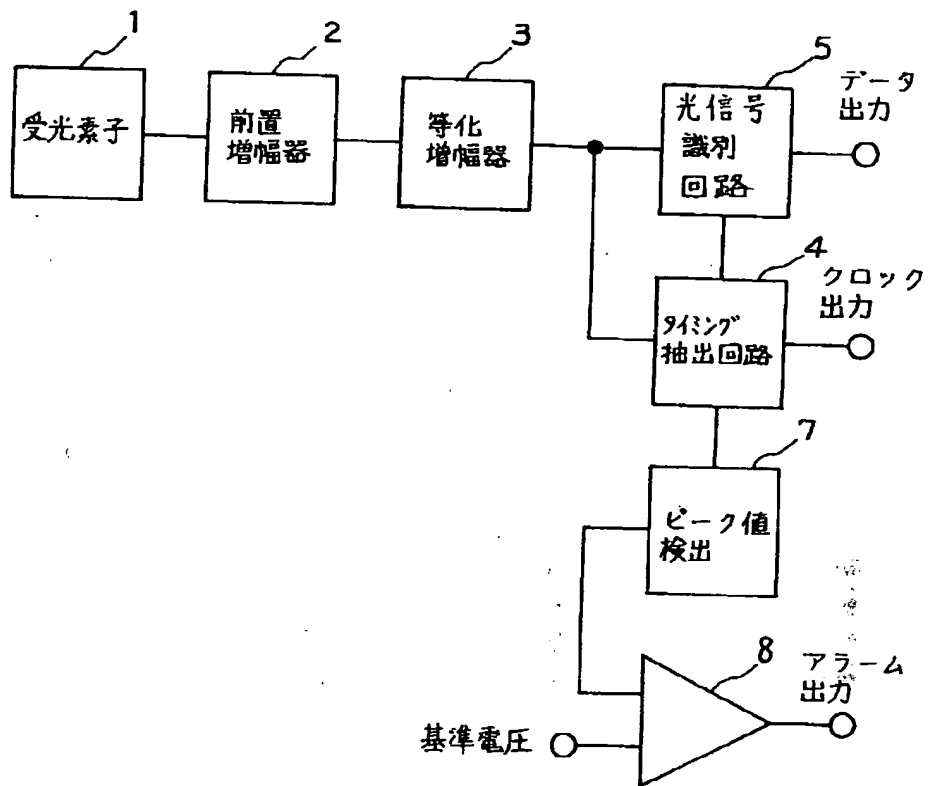 1
受光素子
2
前置
増幅器
3
等化
増幅器
5
光信号
識別
回路
データ
出力
4
タイミング
抽出回路
クロック
出力
7
ピーク値
検出
8
アラーム
出力
基準電圧